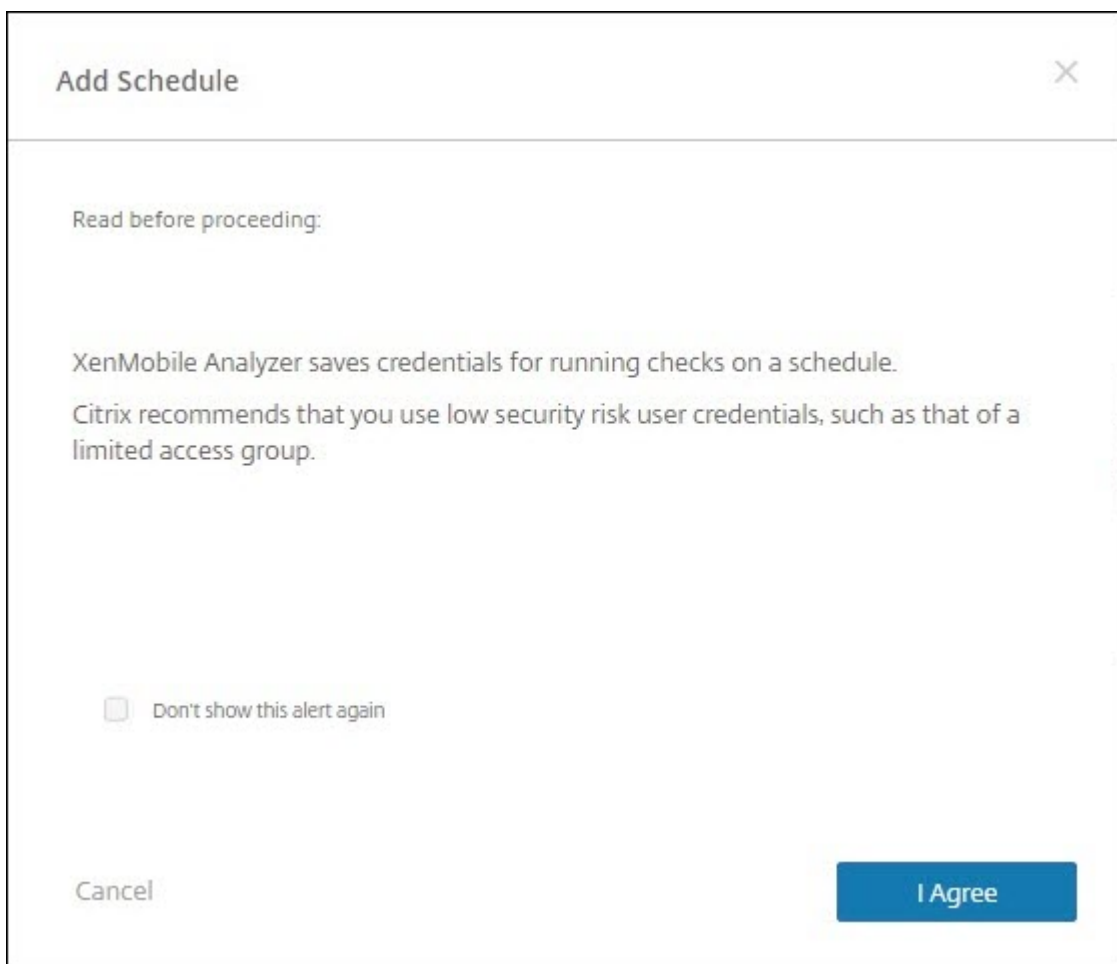 Add Schedule
Read before proceeding:
XenMobile Analyzer saves credentials for running checks on a schedule.
Citrix recommends that you use low security risk user credentials, such as that of a
limited access group.
Don't show this alert again
Cancel
I Agree